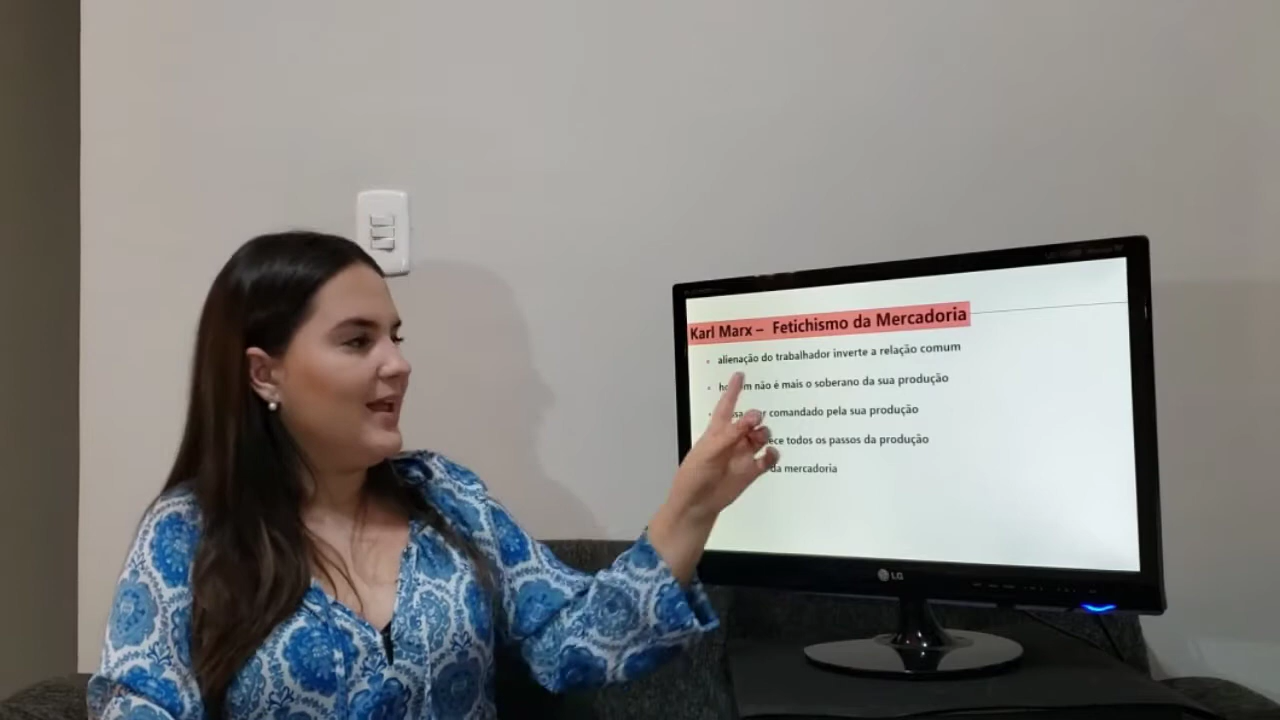 Karl Marx – Fetichismo da Mercadoria
alienação do trabalhador inverte a relação comum
não é mais o soberano da sua produção
comandado pela sua produção
todos os passos da produção
da mercadoria
LG